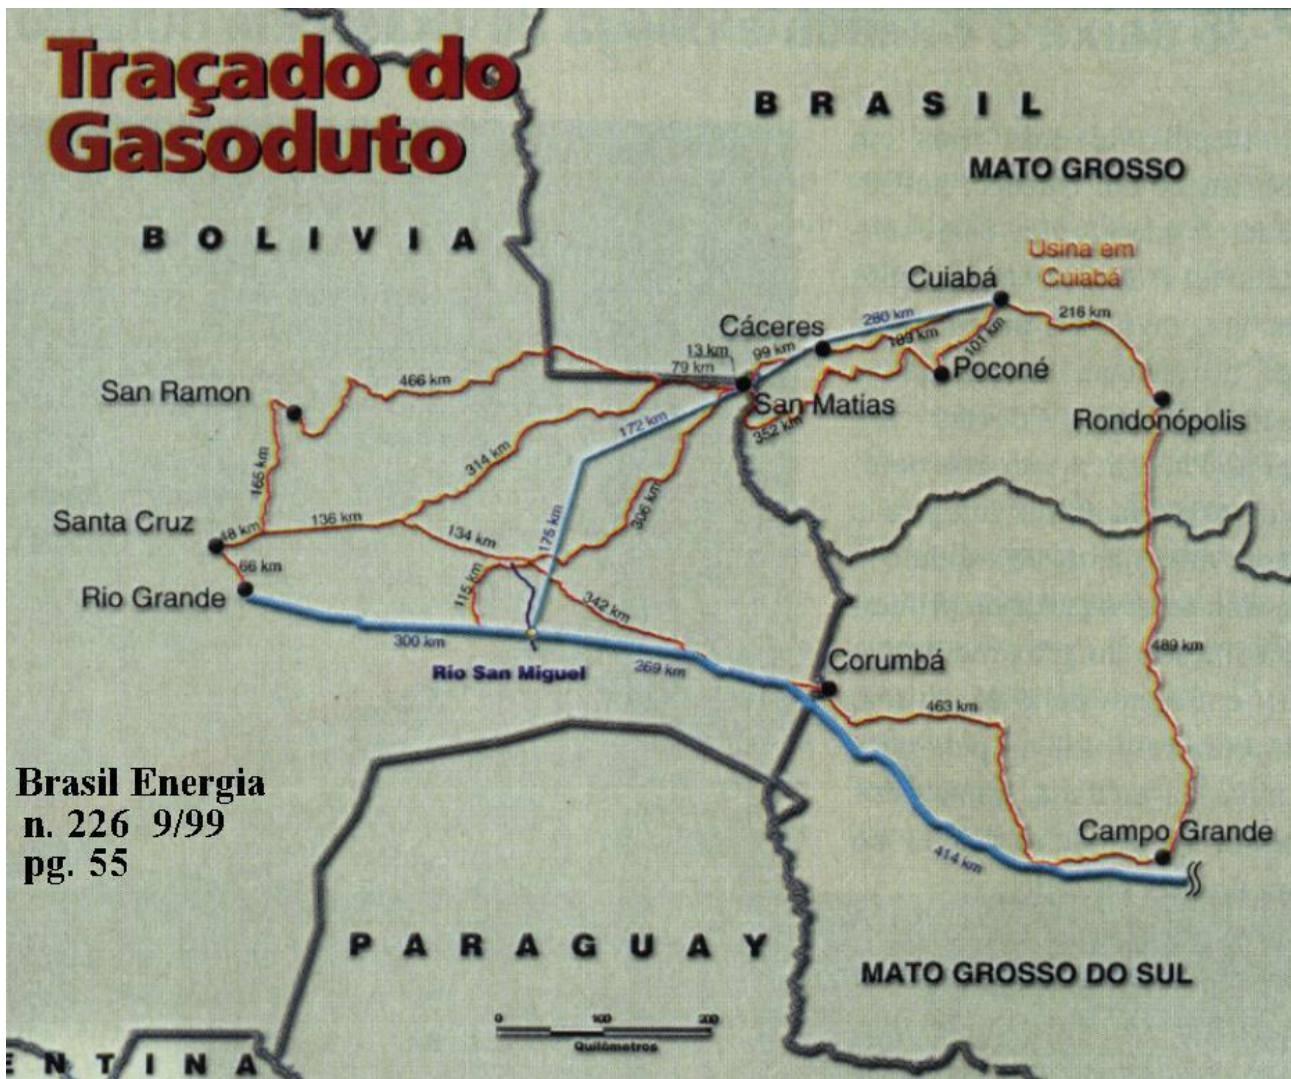 Traçado do
Gasoduto
BRASIL
MATO GROSSO
BOLIVIA
Usina em
Cuiabá
Cuiabá
216 km
280 km
Cáceres
189 km
101 km
13 km
99 km
79 km
Poconé
San Ramon
466 km
San Matías
Rondonópolis
172 km
352 km
314 km
165 km
306 km
Santa Cruz
48 km
136 km
134 km
175 km
66 km
Rio Grande
115 km
342 km
300 km
Rio San Miguel
269 km
Corumbá
489 km
463 km
Brasil Energia
n. 226 9/99
pg. 55
Campo Grande
414 km
PARAGUAY
MATO GROSSO DO SUL
0 100 200
Quilômetros
ENTINA